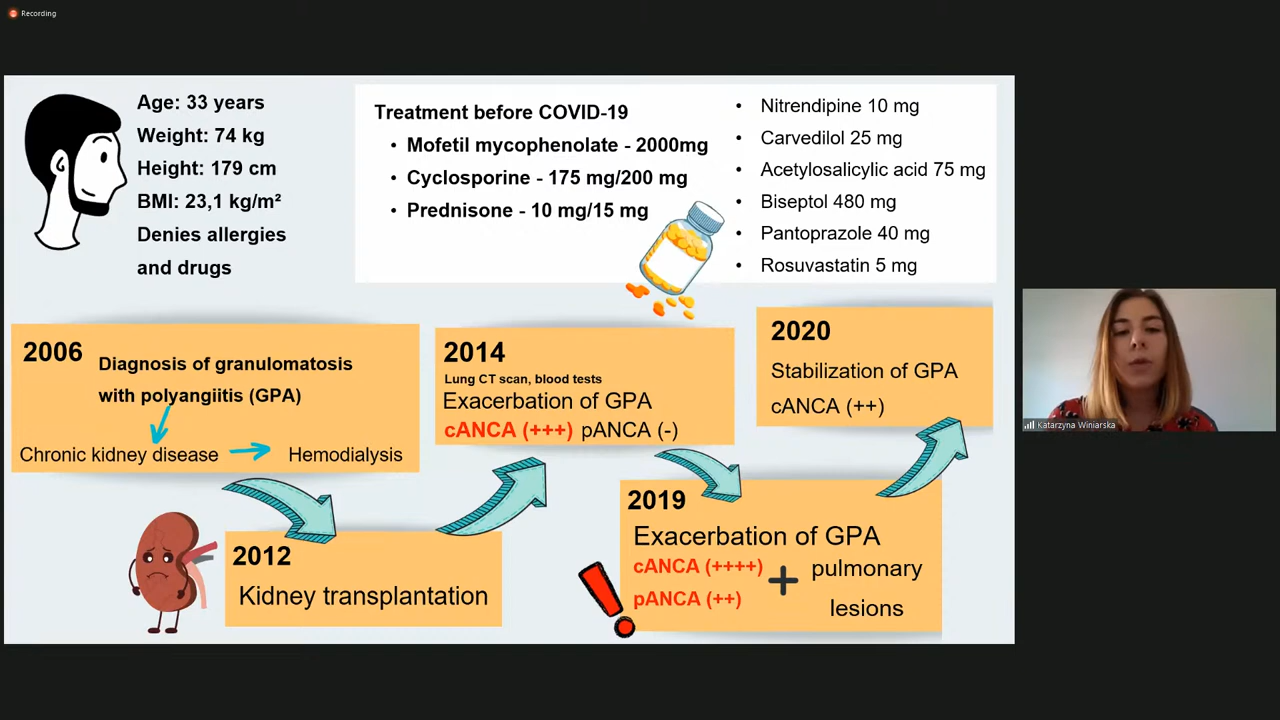 Recording
Age: 33 years
Weight: 74 kg
Height: 179 cm
BMI: 23,1 kg/m²
Denies allergies
and drugs
Treatment before COVID-19
• Mofetil mycophenolate - 2000mg
• Cyclosporine - 175 mg/200 mg
• Prednisone - 10 mg/15 mg
• Nitrendipine 10 mg
• Carvedilol 25 mg
• Acetylosalicylic acid 75 mg
• Biseptol 480 mg
• Pantoprazole 40 mg
• Rosuvastatin 5 mg
2006
Diagnosis of granulomatosis
with polyangiitis (GPA)
Chronic kidney disease
Hemodialysis
2012
Kidney transplantation
2014
Lung CT scan, blood tests
Exacerbation of GPA
cANCA (+++) pANCA (-)
2019
Exacerbation of GPA
cANCA (++++)
pANCA (++)
+
pulmonary
lesions
2020
Stabilization of GPA
cANCA (++)
Katarzyna Winiarska